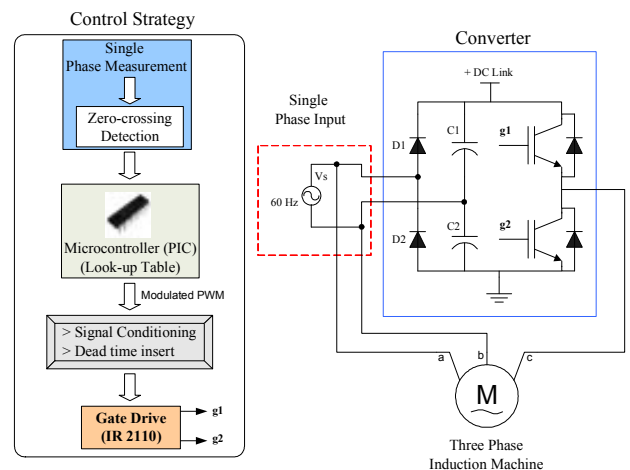 Control Strategy
Single
Phase Measurement
Zero-crossing
Detection
Microcontroller (PIC)
(Look-up Table)
Modulated PWM
> Signal Conditioning
> Dead time insert
Gate Drive
(IR 2110)
g1
g2
Single
Phase Input
Vs
60 Hz
Converter
+ DC Link
D1
C1
g1
D2
C2
g2
a
b
c
M
Three Phase
Induction Machine